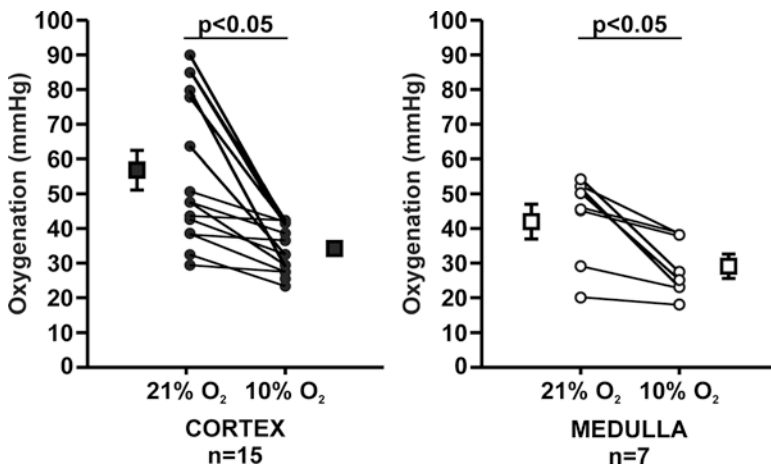 p<0.05
Oxygenation (mmHg)
100
90
80
70
60
50
40
30
20
10
0
21% O₂ 10% O₂
CORTEX
n=15
p<0.05
Oxygenation (mmHg)
100
90
80
70
60
50
40
30
20
10
0
21% O₂ 10% O₂
MEDULLA
n=7